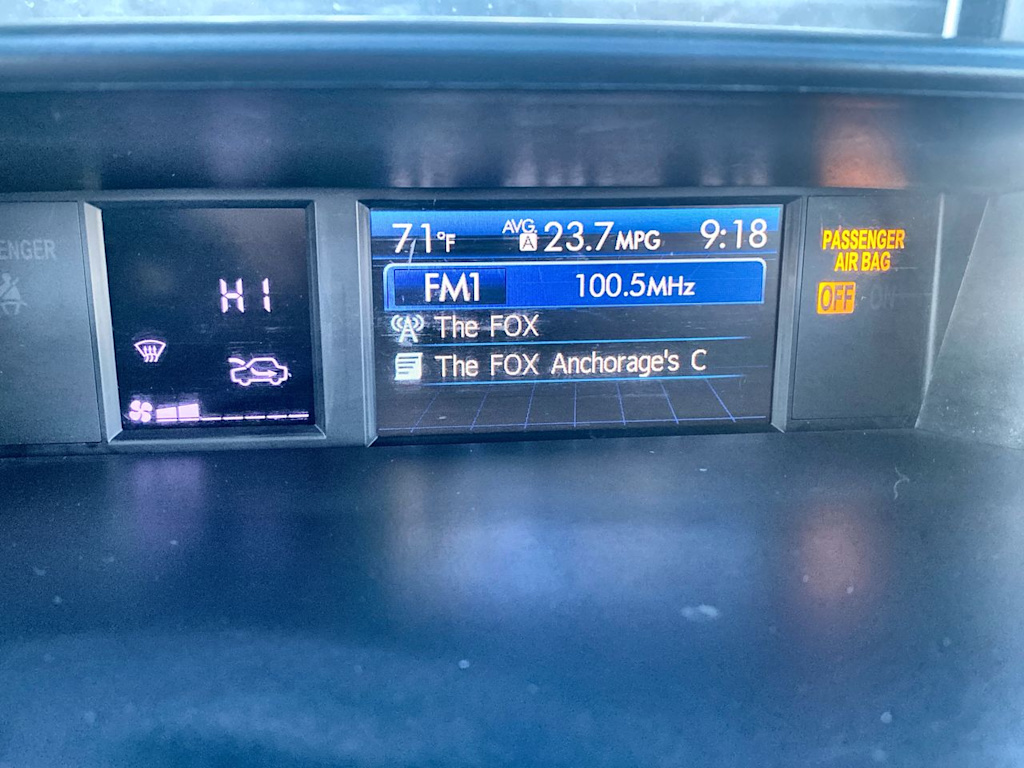 ENGER
HI
71°F AVG. A 23.7 MPG 9:18
FM1 100.5MHz
The FOX
The FOX Anchorage's C
PASSENGER
AIR BAG
OFF ON